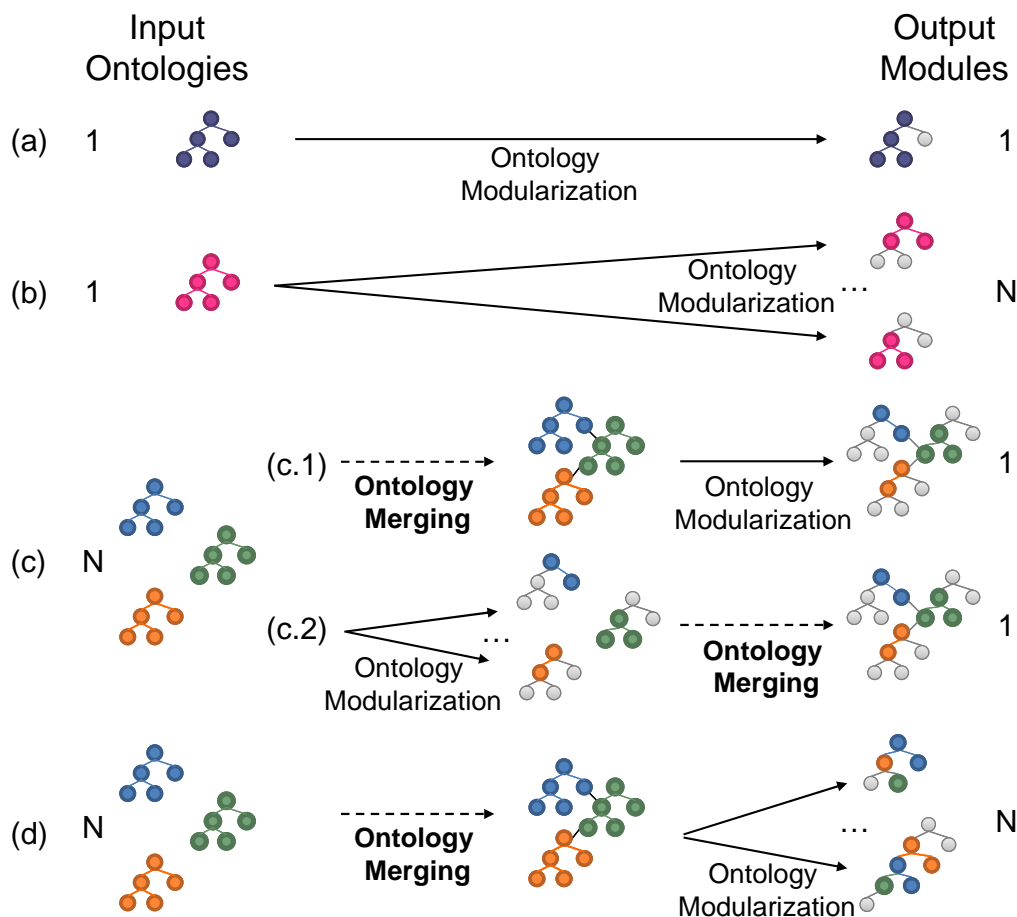 Input
Ontologies
Output
Modules
(a) 1
Ontology
Modularization
1
(b) 1
Ontology
Modularization
…
N
(c) N
(c.1)
Ontology
Merging
Ontology
Modularization
1
(c.2)
Ontology
Modularization
…
Ontology
Merging
1
(d) N
Ontology
Merging
Ontology
Modularization
…
N